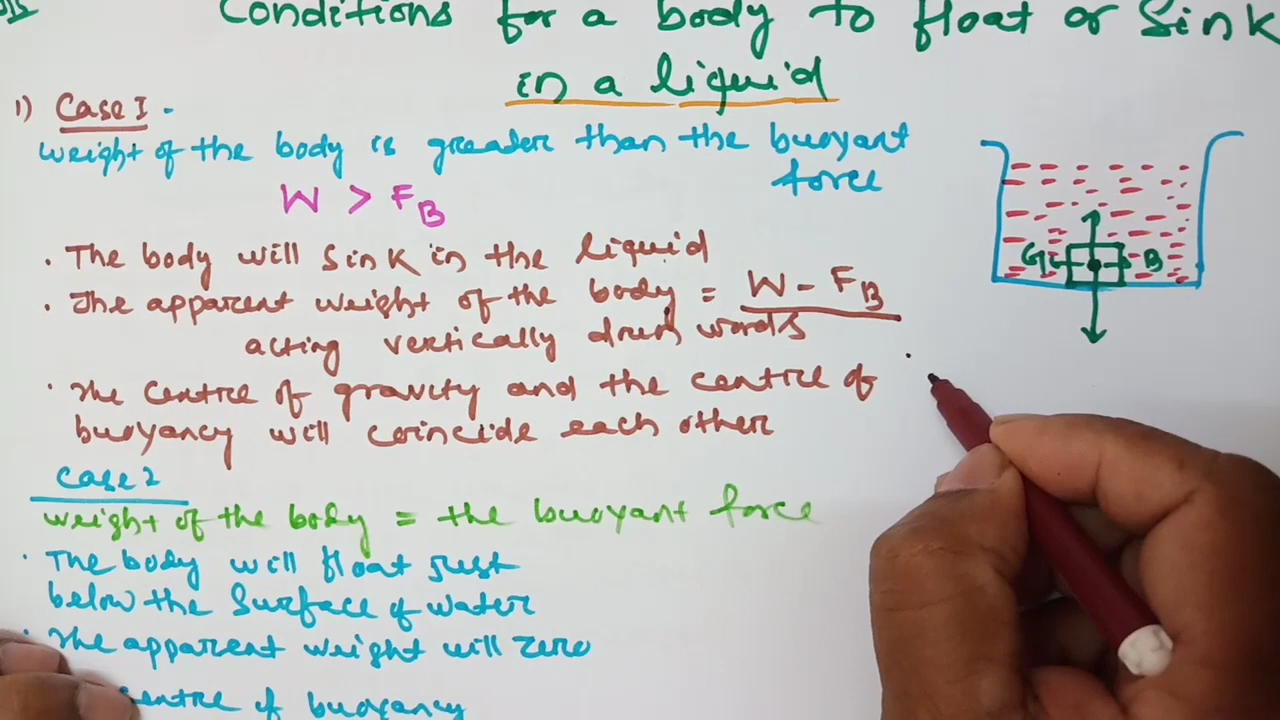 Conditions for a body to float or Sink
in a liquid
1) Case I -
weight of the body is greater than the buoyant
force
W > FB
. The body will Sink in the liquid
. The apparent weight of the body = W - FB
acting vertically down words
. The centre of gravity and the centre of
buoyancy will coincide each other
G B
Case 2
weight of the body = the buoyant force
. The body will float just
below the Surface of water
. The apparent weight will zero
centre of buoyancy